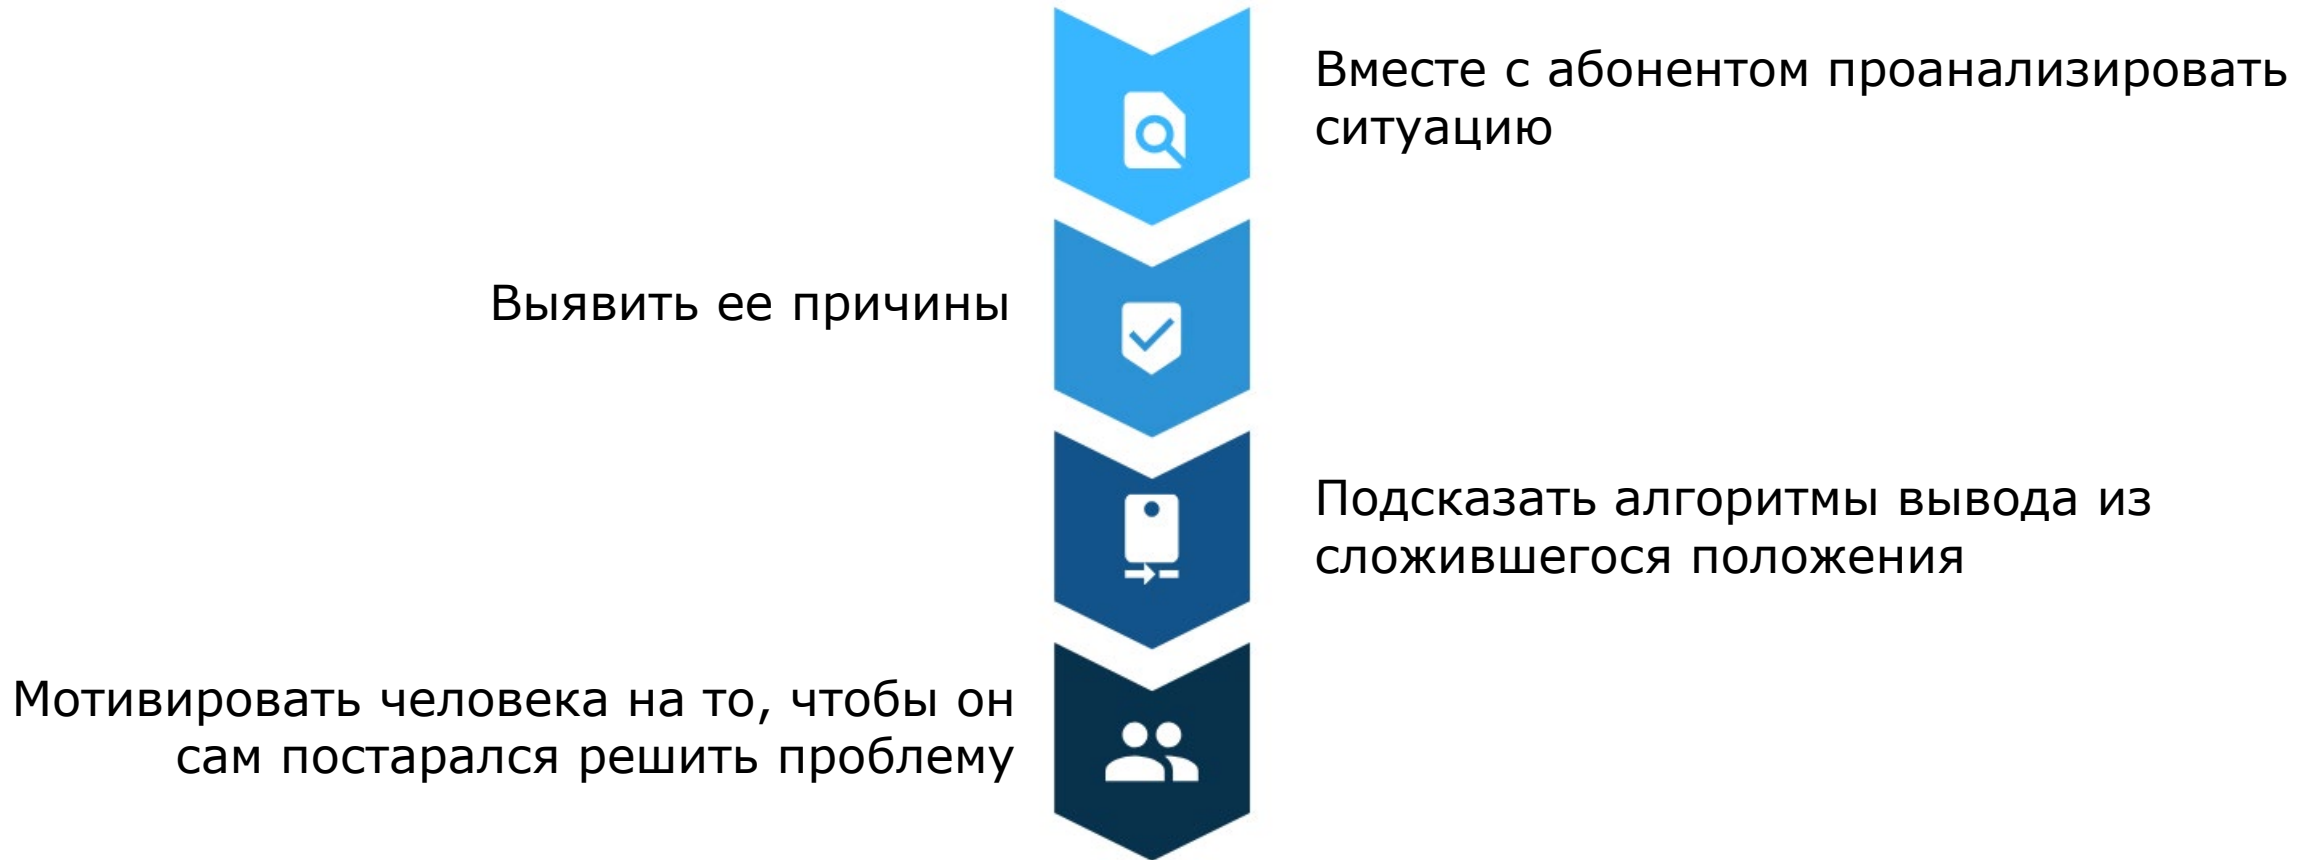 Вместе с абонентом проанализировать
ситуацию
Выявить ее причины
Подсказать алгоритмы вывода из
сложившегося положения
Мотивировать человека на то, чтобы он
сам постарался решить проблему